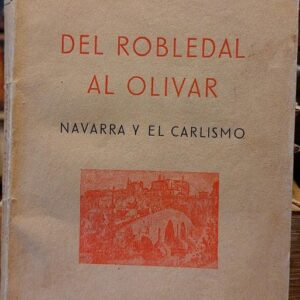 DEL ROBLEDAL
AL OLIVAR
NAVARRA Y EL CARLISMO